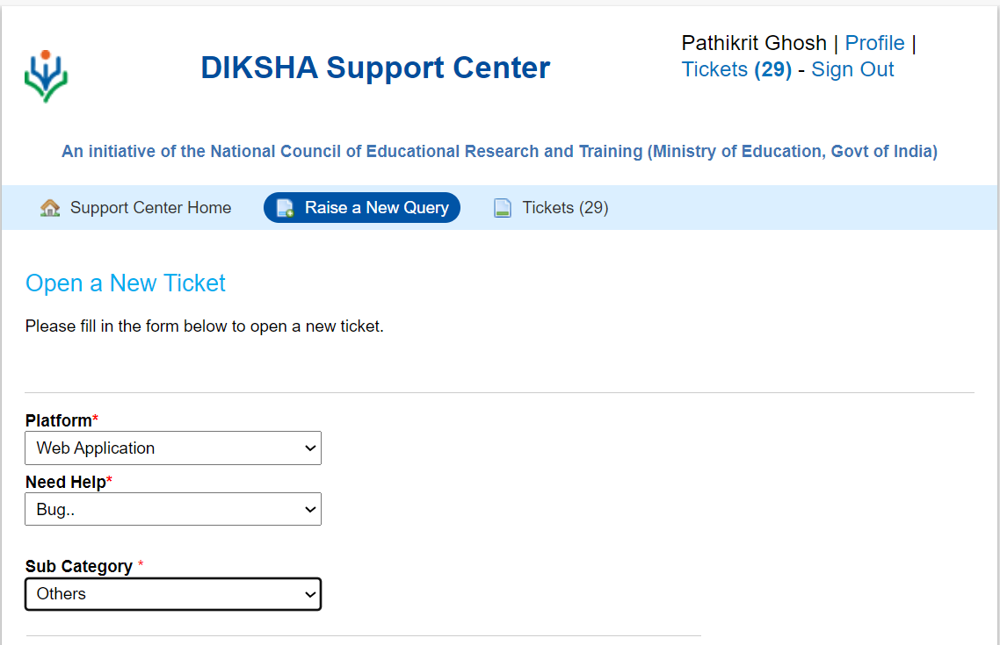 Pathikrit Ghosh | Profile |
Tickets (29) - Sign Out
DIKSHA Support Center
An initiative of the National Council of Educational Research and Training (Ministry of Education, Govt of India)
Support Center Home
Raise a New Query
Tickets (29)
Open a New Ticket
Please fill in the form below to open a new ticket.
Platform*
Web Application
Need Help*
Bug..
Sub Category *
Others